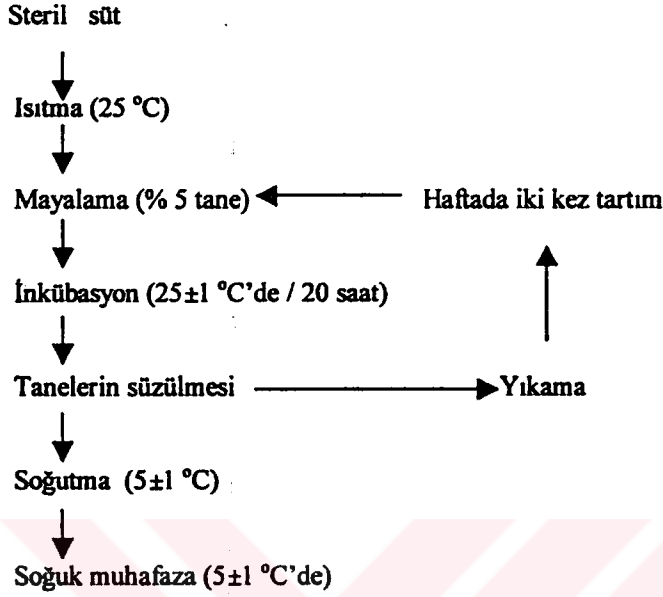 Steril süt
Isıtma (25 °C)
Mayalama (% 5 tane) Haftada iki kez tartım
İnkübasyon (25±1 °C'de / 20 saat)
Tanelerin süzülmesi Yıkama
Soğutma (5±1 °C)
Soğuk muhafaza (5±1 °C'de)